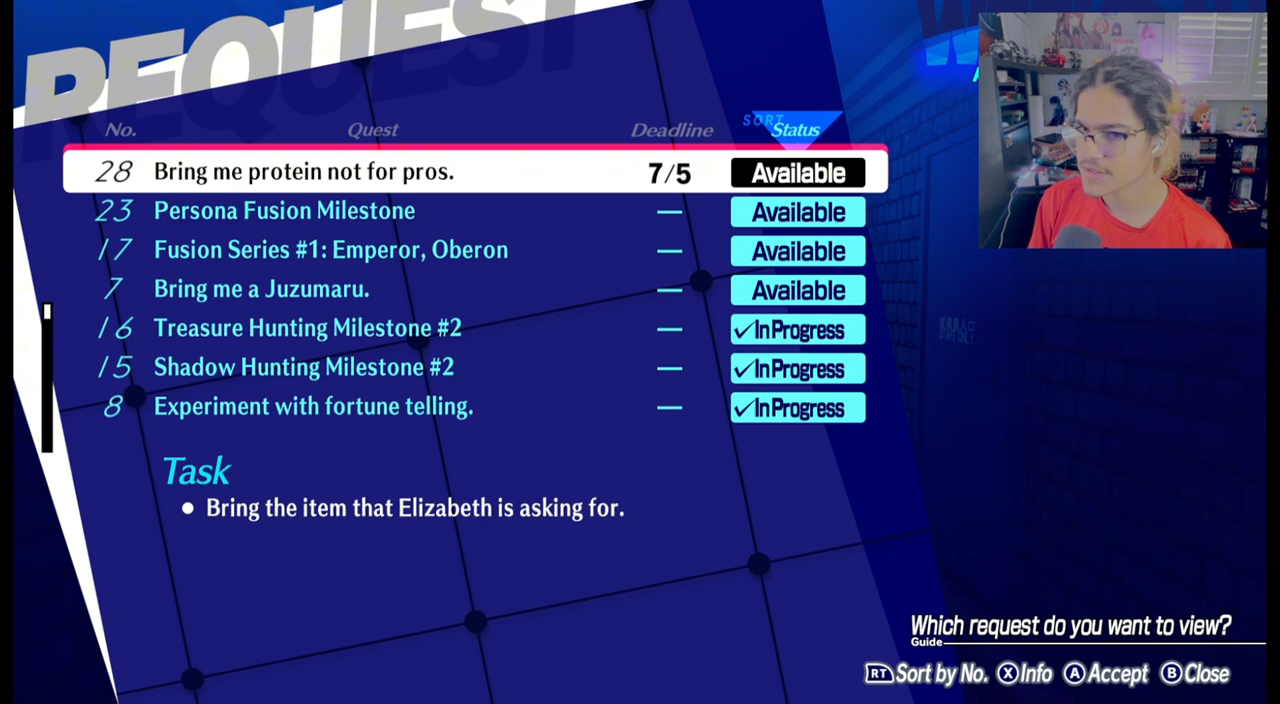 REQUEST
No. Quest Deadline SORT Status
28 Bring me protein not for pros. 7/5 Available
23 Persona Fusion Milestone — Available
17 Fusion Series #1: Emperor, Oberon — Available
7 Bring me a Juzumaru. — Available
16 Treasure Hunting Milestone #2 — ✓In Progress
15 Shadow Hunting Milestone #2 — ✓In Progress
8 Experiment with fortune telling. — ✓In Progress
Task
• Bring the item that Elizabeth is asking for.
STAFF ONLY
Which request do you want to view?
Guide
RT Sort by No. X Info A Accept B Close